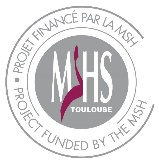 • PROJET FINANCÉ PAR LA MSH
MSHS
TOULOUSE
• PROJECT FUNDED BY THE MSH